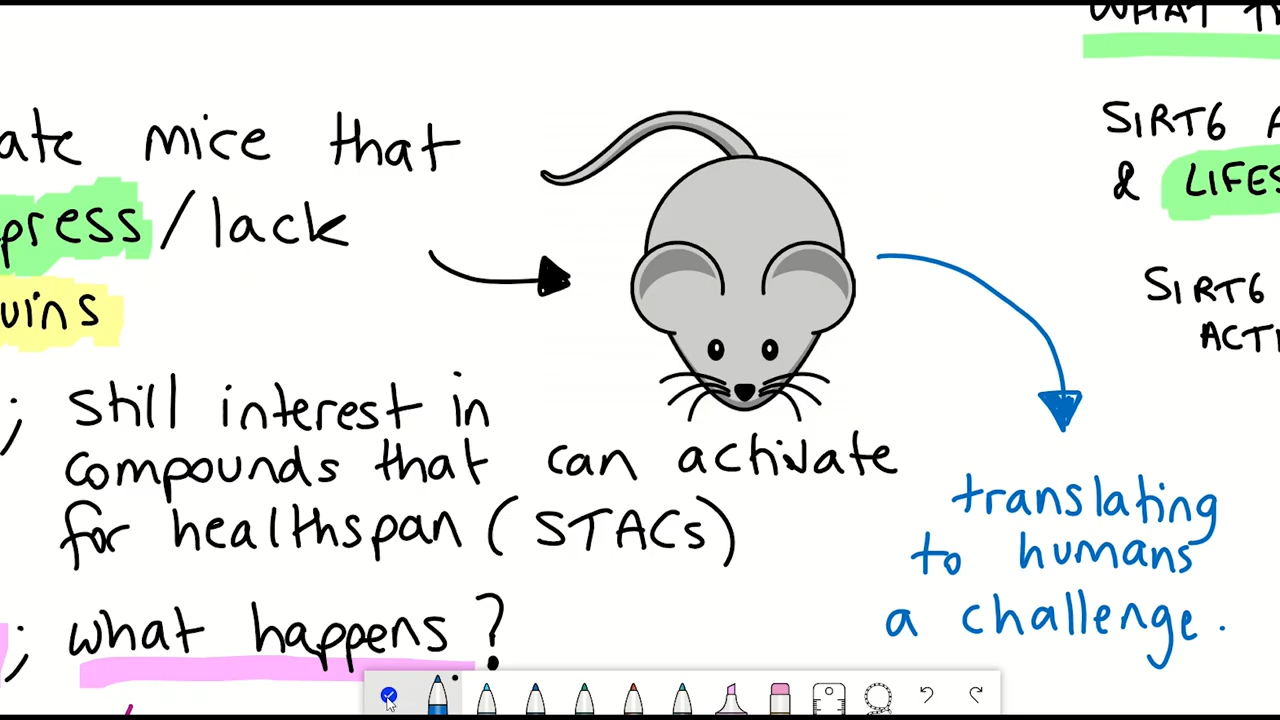 WHAT
ate mice that
press / lack
uins
; still interest in
compounds that can activate
for healthspan (STACs)
; what happens?
SIRT6 A
& LIFES
SIRT6
ACTI
translating
to humans
a challenge.